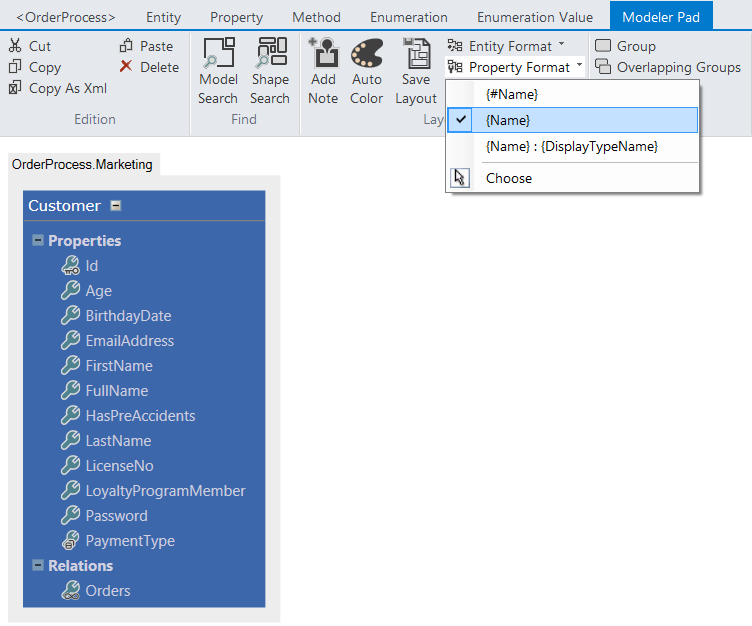 <OrderProcess> Entity Property Method Enumeration Enumeration Value Modeler Pad
Cut Paste
Copy Delete
Copy As Xml
Edition
Model Search
Shape Search
Find
Add Note
Auto Color
Save Layout
Entity Format
Property Format
Lay
Group
Overlapping Groups
{#Name}
{Name}
{Name} : {DisplayTypeName}
Choose
OrderProcess.Marketing
Customer
Properties
Id
Age
BirthdayDate
EmailAddress
FirstName
FullName
HasPreAccidents
LastName
LicenseNo
LoyaltyProgramMember
Password
PaymentType
Relations
Orders